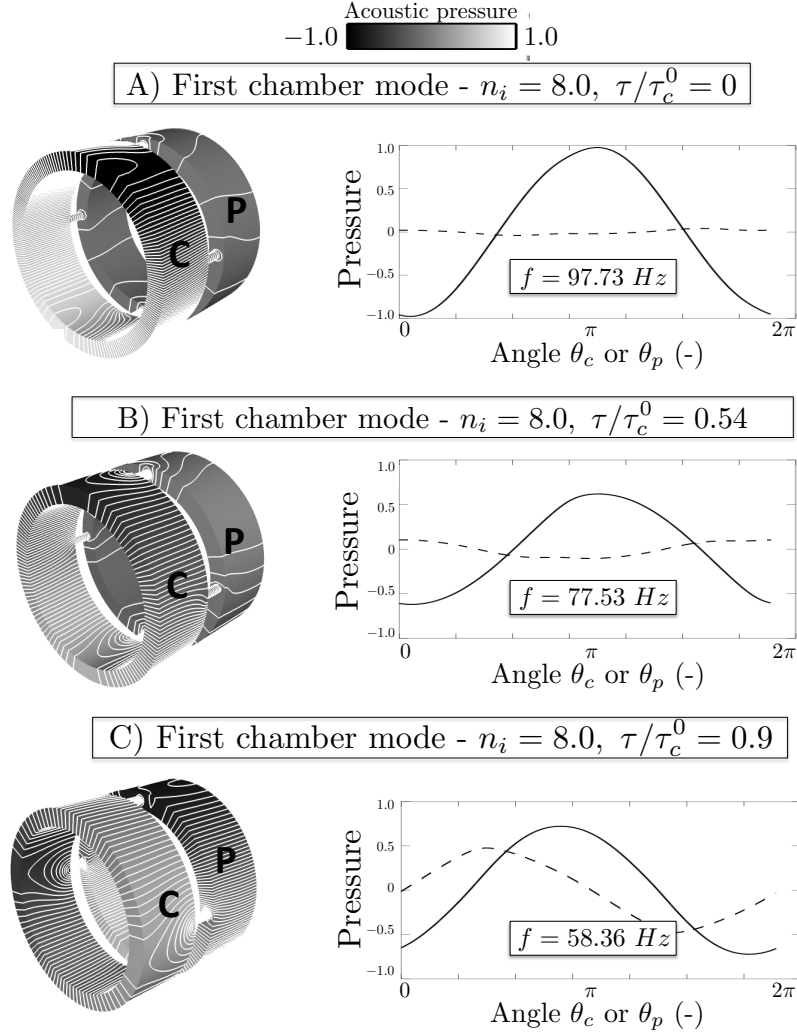 Acoustic pressure
−1.0 1.0
A) First chamber mode - n_i = 8.0, τ/τ_c^0 = 0
P
C
1.0
0.5
0
−0.5
−1.0
Pressure
f = 97.73 Hz
0 π 2π
Angle θ_c or θ_p (-)
B) First chamber mode - n_i = 8.0, τ/τ_c^0 = 0.54
P
C
1.0
0.5
0
−0.5
−1.0
Pressure
f = 77.53 Hz
0 π 2π
Angle θ_c or θ_p (-)
C) First chamber mode - n_i = 8.0, τ/τ_c^0 = 0.9
P
C
1.0
0.5
0
−0.5
−1.0
Pressure
f = 58.36 Hz
0 π 2π
Angle θ_c or θ_p (-)